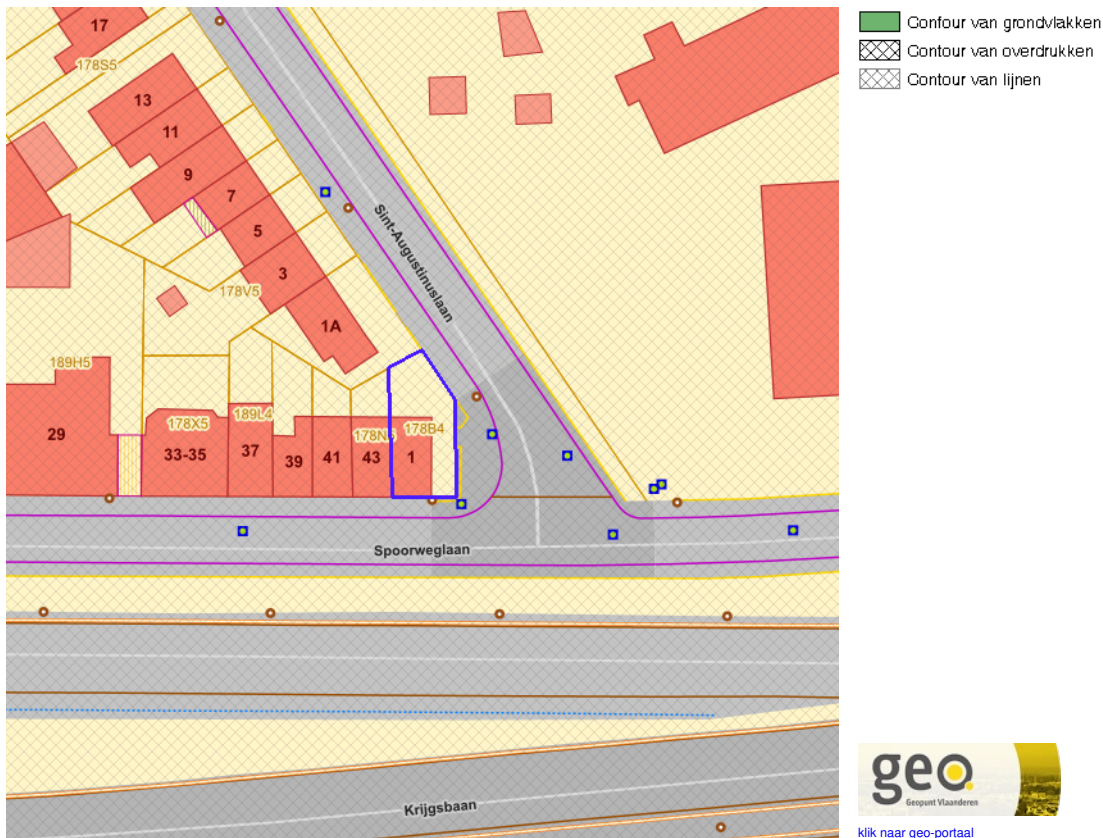 Contour van grondvlakken
Contour van overdrukken
Contour van lijnen
17
178S5
13
11
9
7
5
3
1A
178V5
Sint-Augustinuslaan
189H5
29
178X5
33-35
189L4
37
39
41
178N5
43
178B4
1
Spoorweglaan
Krijgsbaan
geo.
Geopunt Vlaanderen
klik naar geo-portaal